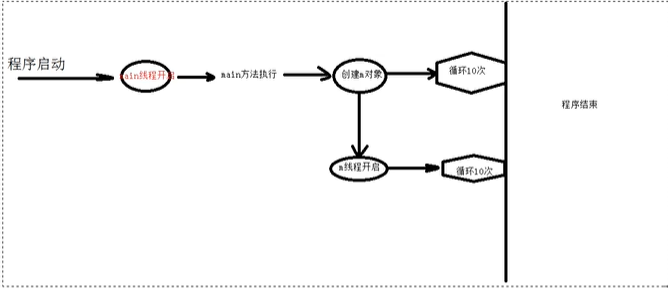 程序启动
main线程开启
main方法执行
创建m对象
循环10次
程序结束
m线程开启
循环10次